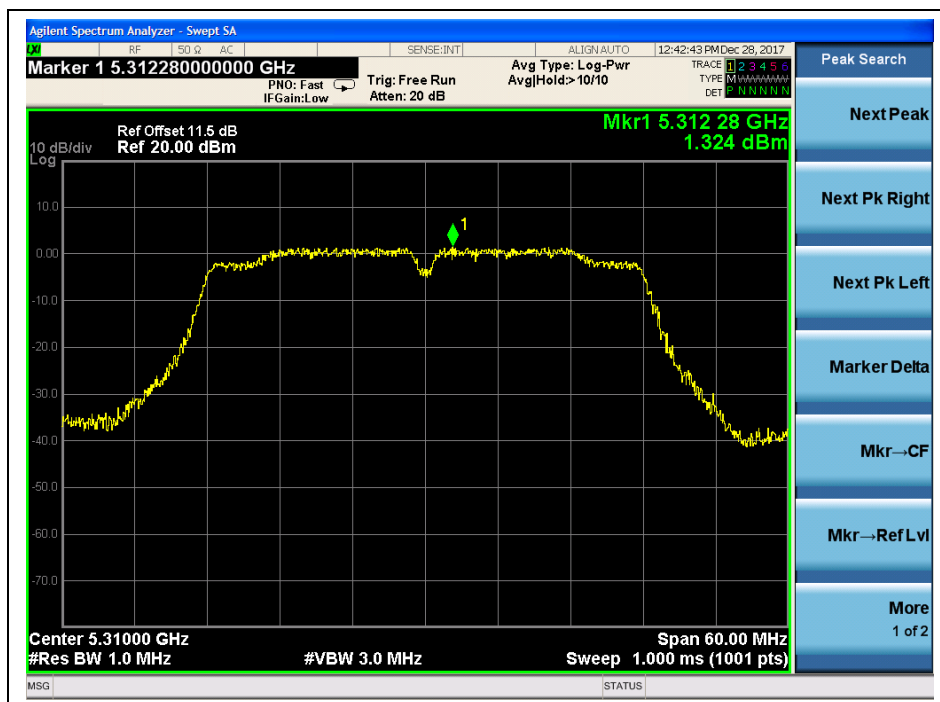 Agilent Spectrum Analyzer - Swept SA
LXI RF 50 Ω AC SENSE:INT ALIGN AUTO 12:42:43 PM Dec 28, 2017
Marker 1 5.312280000000 GHz
PNO: Fast
IFGain:Low
Trig: Free Run
Atten: 20 dB
Avg Type: Log-Pwr
Avg|Hold:>10/10
TRACE 1 2 3 4 5 6
TYPE M WWWWW
DET P N N N N N
Peak Search
Mkr1 5.312 28 GHz
1.324 dBm
Ref Offset 11.5 dB
10 dB/div Ref 20.00 dBm
Log
10.0
0.00
-10.0
-20.0
-30.0
-40.0
-50.0
-60.0
-70.0
1
Center 5.31000 GHz Span 60.00 MHz
#Res BW 1.0 MHz #VBW 3.0 MHz Sweep 1.000 ms (1001 pts)
Next Peak
Next Pk Right
Next Pk Left
Marker Delta
Mkr→CF
Mkr→Ref Lvl
More
1 of 2
MSG STATUS